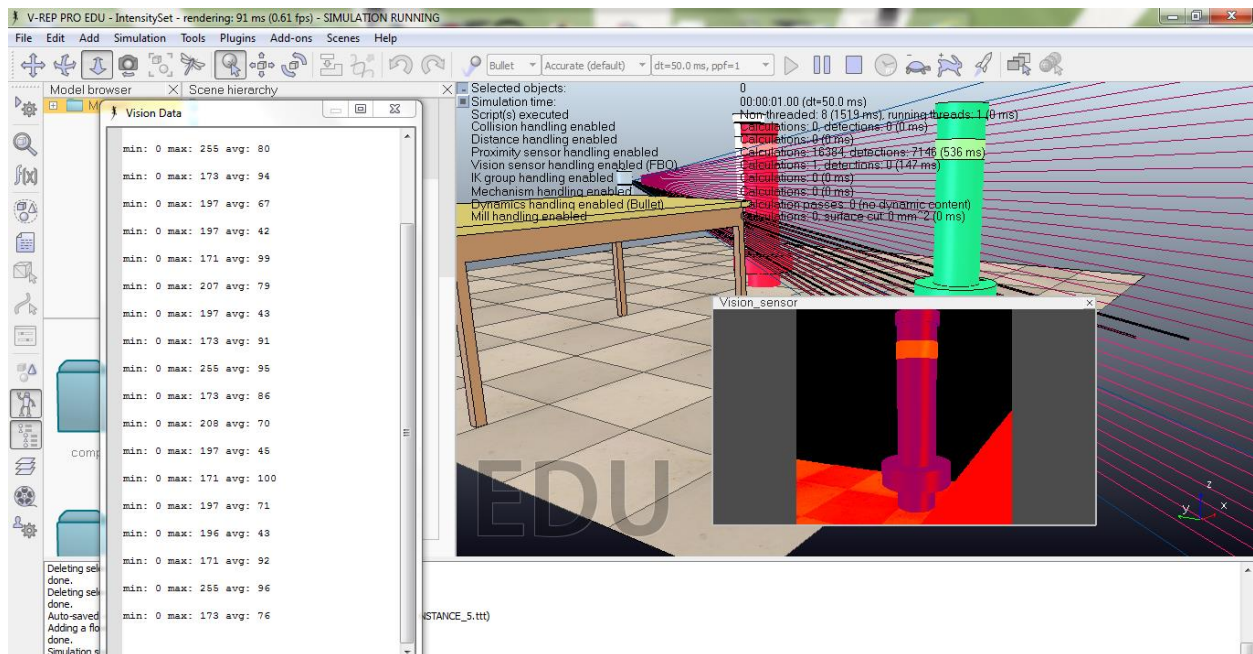 V-REP PRO EDU - IntensitySet - rendering: 91 ms (0.61 fps) - SIMULATION RUNNING
File Edit Add Simulation Tools Plugins Add-ons Scenes Help
Bullet Accurate (default) dt=50.0 ms, ppf=1
Model browser X Scene hierarchy
Vision Data
min: 0 max: 255 avg: 80
min: 0 max: 173 avg: 94
min: 0 max: 197 avg: 67
min: 0 max: 197 avg: 42
min: 0 max: 171 avg: 99
min: 0 max: 207 avg: 79
min: 0 max: 197 avg: 43
min: 0 max: 173 avg: 91
min: 0 max: 255 avg: 95
min: 0 max: 173 avg: 86
min: 0 max: 208 avg: 70
min: 0 max: 197 avg: 45
min: 0 max: 171 avg: 100
min: 0 max: 197 avg: 71
min: 0 max: 196 avg: 43
min: 0 max: 171 avg: 92
min: 0 max: 255 avg: 96
min: 0 max: 173 avg: 76
comp
Selected objects: 0
Simulation time: 00:00:01.00 (dt=50.0 ms)
Script(s) executed Non-threaded: 8 (1519 ms), running threads: 1 (0 ms)
Collision handling enabled Calculations: 0, detections: 0 (0 ms)
Distance handling enabled Calculations: 0 (0 ms)
Proximity sensor handling enabled Calculations: 16384, detections: 7146 (536 ms)
Vision sensor handling enabled (FBO) Calculations: 1, detections: 0 (147 ms)
IK group handling enabled Calculations: 0 (0 ms)
Mechanism handling enabled Calculations: 0 (0 ms)
Dynamics handling enabled (Bullet) Calculation passes: 0 (no dynamic content)
Mill handling enabled Calculations: 0, surface cut 0 mm^2 (0 ms)
Vision_sensor
EDU
z
y x
Deleting sel
done.
Deleting sel
done.
Auto-saved NSTANCE_5.ttt)
Adding a flo
done.
Simulation s